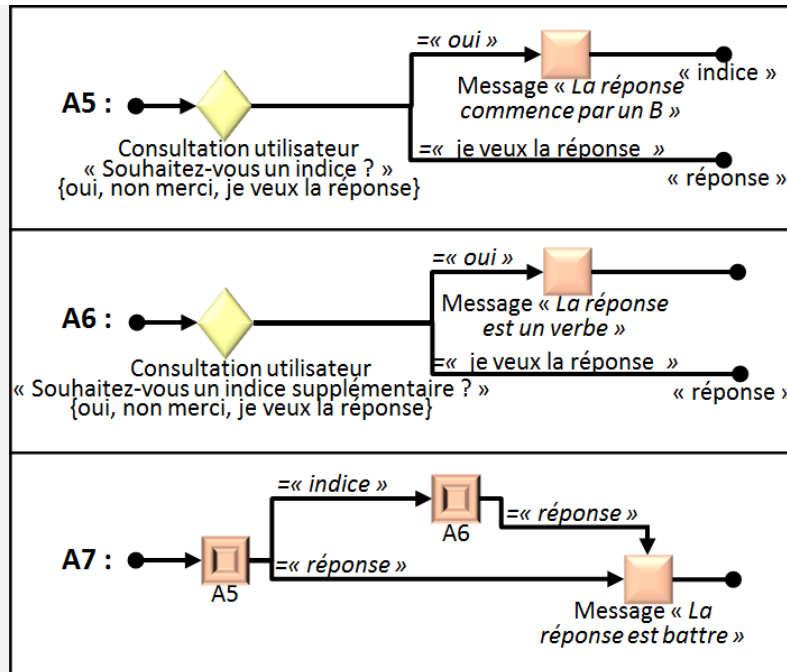 =« oui »
« indice »
A5 :
Message « La réponse
commence par un B »
Consultation utilisateur
« Souhaitez-vous un indice ? »
{oui, non merci, je veux la réponse}
=« je veux la réponse »
« réponse »
=« oui »
A6 :
Message « La réponse
est un verbe »
Consultation utilisateur
« Souhaitez-vous un indice supplémentaire ? »
{oui, non merci, je veux la réponse}
=« je veux la réponse »
« réponse »
=« indice »
A6
=« réponse »
A7 :
A5
=« réponse »
Message « La
réponse est battre »